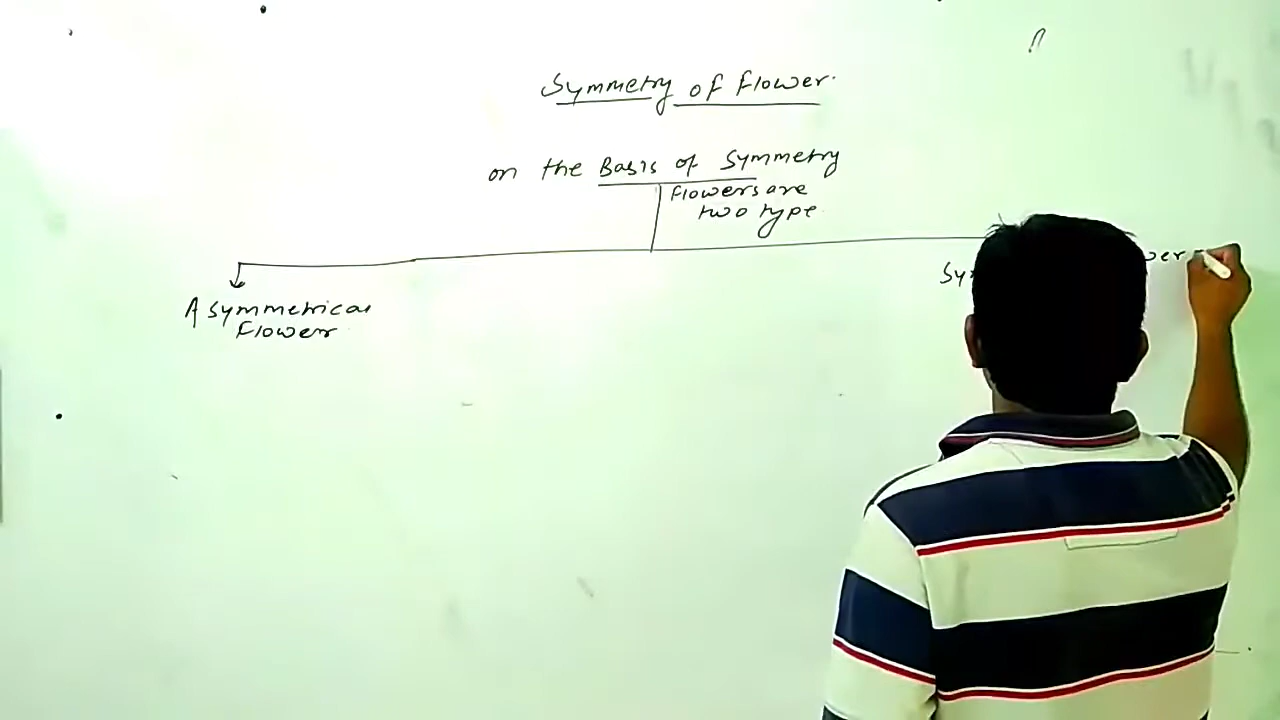 Symmetry of Flower.
on the Basis of Symmetry
Flowers are
two type
Asymmetrical
Flower